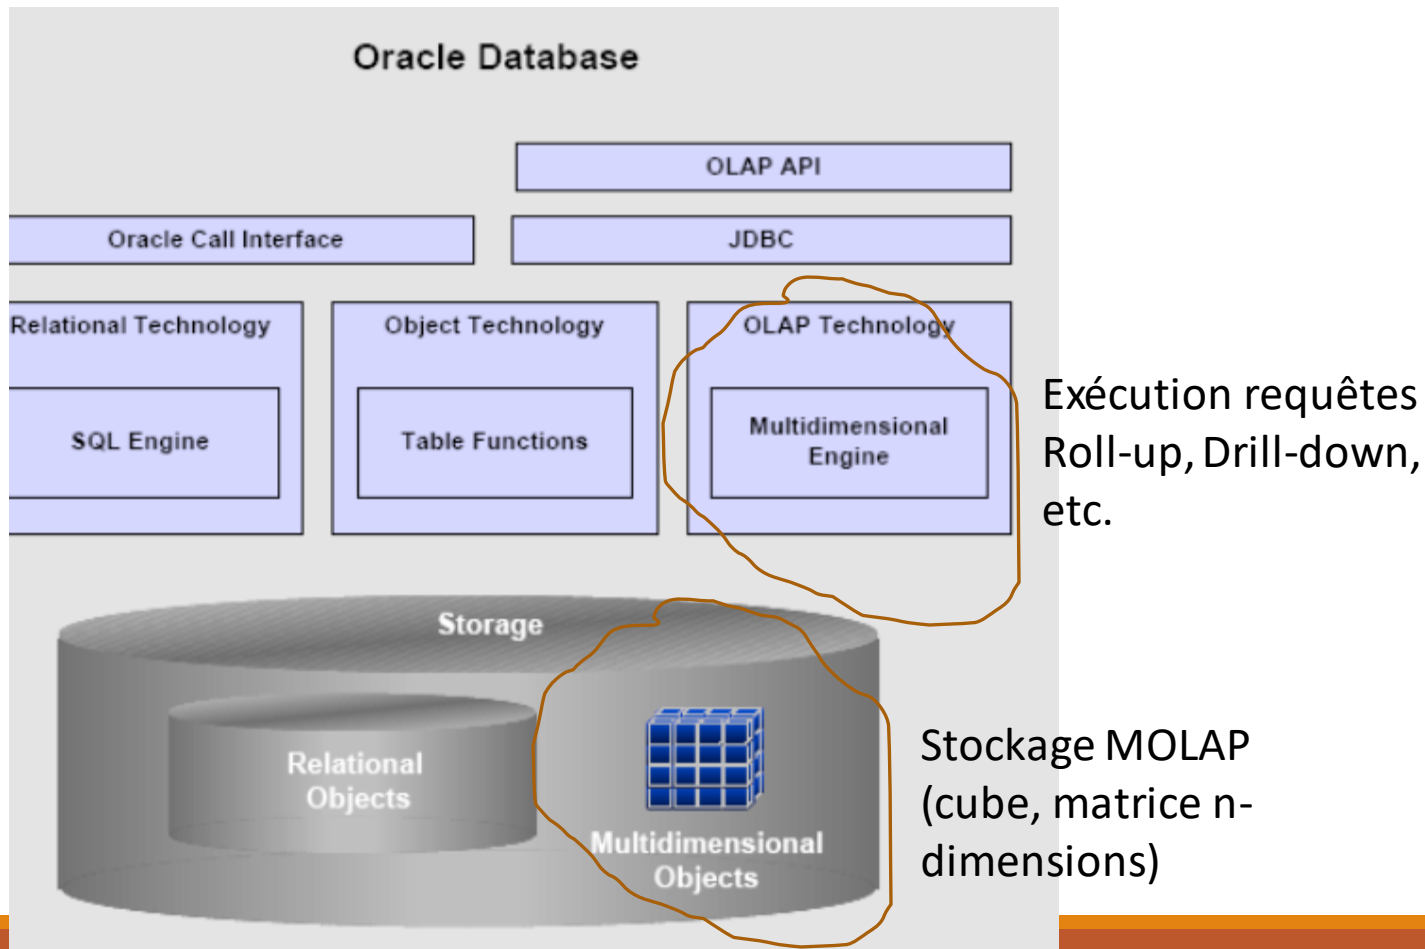 Oracle Database
OLAP API
Oracle Call Interface
JDBC
Relational Technology
Object Technology
OLAP Technology
SQL Engine
Table Functions
Multidimensional
Engine
Exécution requêtes
Roll-up, Drill-down,
etc.
Storage
Relational
Objects
Multidimensional
Objects
Stockage MOLAP
(cube, matrice n-
dimensions)